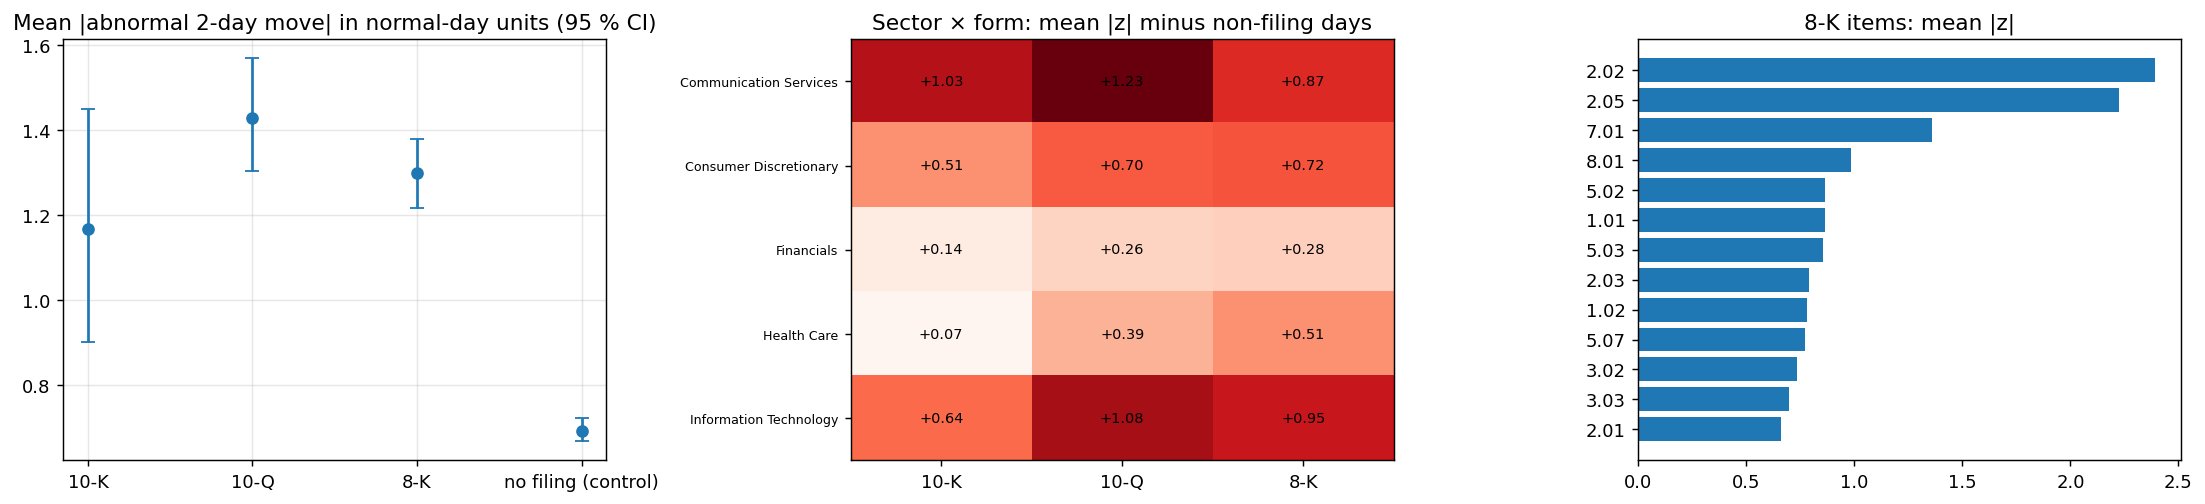 Mean |abnormal 2-day move| in normal-day units (95 % CI)
1.6
1.4
1.2
1.0
0.8
10-K
10-Q
8-K
no filing (control)
Sector × form: mean |z| minus non-filing days
Communication Services
+1.03
+1.23
+0.87
Consumer Discretionary
+0.51
+0.70
+0.72
Financials
+0.14
+0.26
+0.28
Health Care
+0.07
+0.39
+0.51
Information Technology
+0.64
+1.08
+0.95
10-K
10-Q
8-K
8-K items: mean |z|
2.02
2.05
7.01
8.01
5.02
1.01
5.03
2.03
1.02
5.07
3.02
3.03
2.01
0.0
0.5
1.0
1.5
2.0
2.5